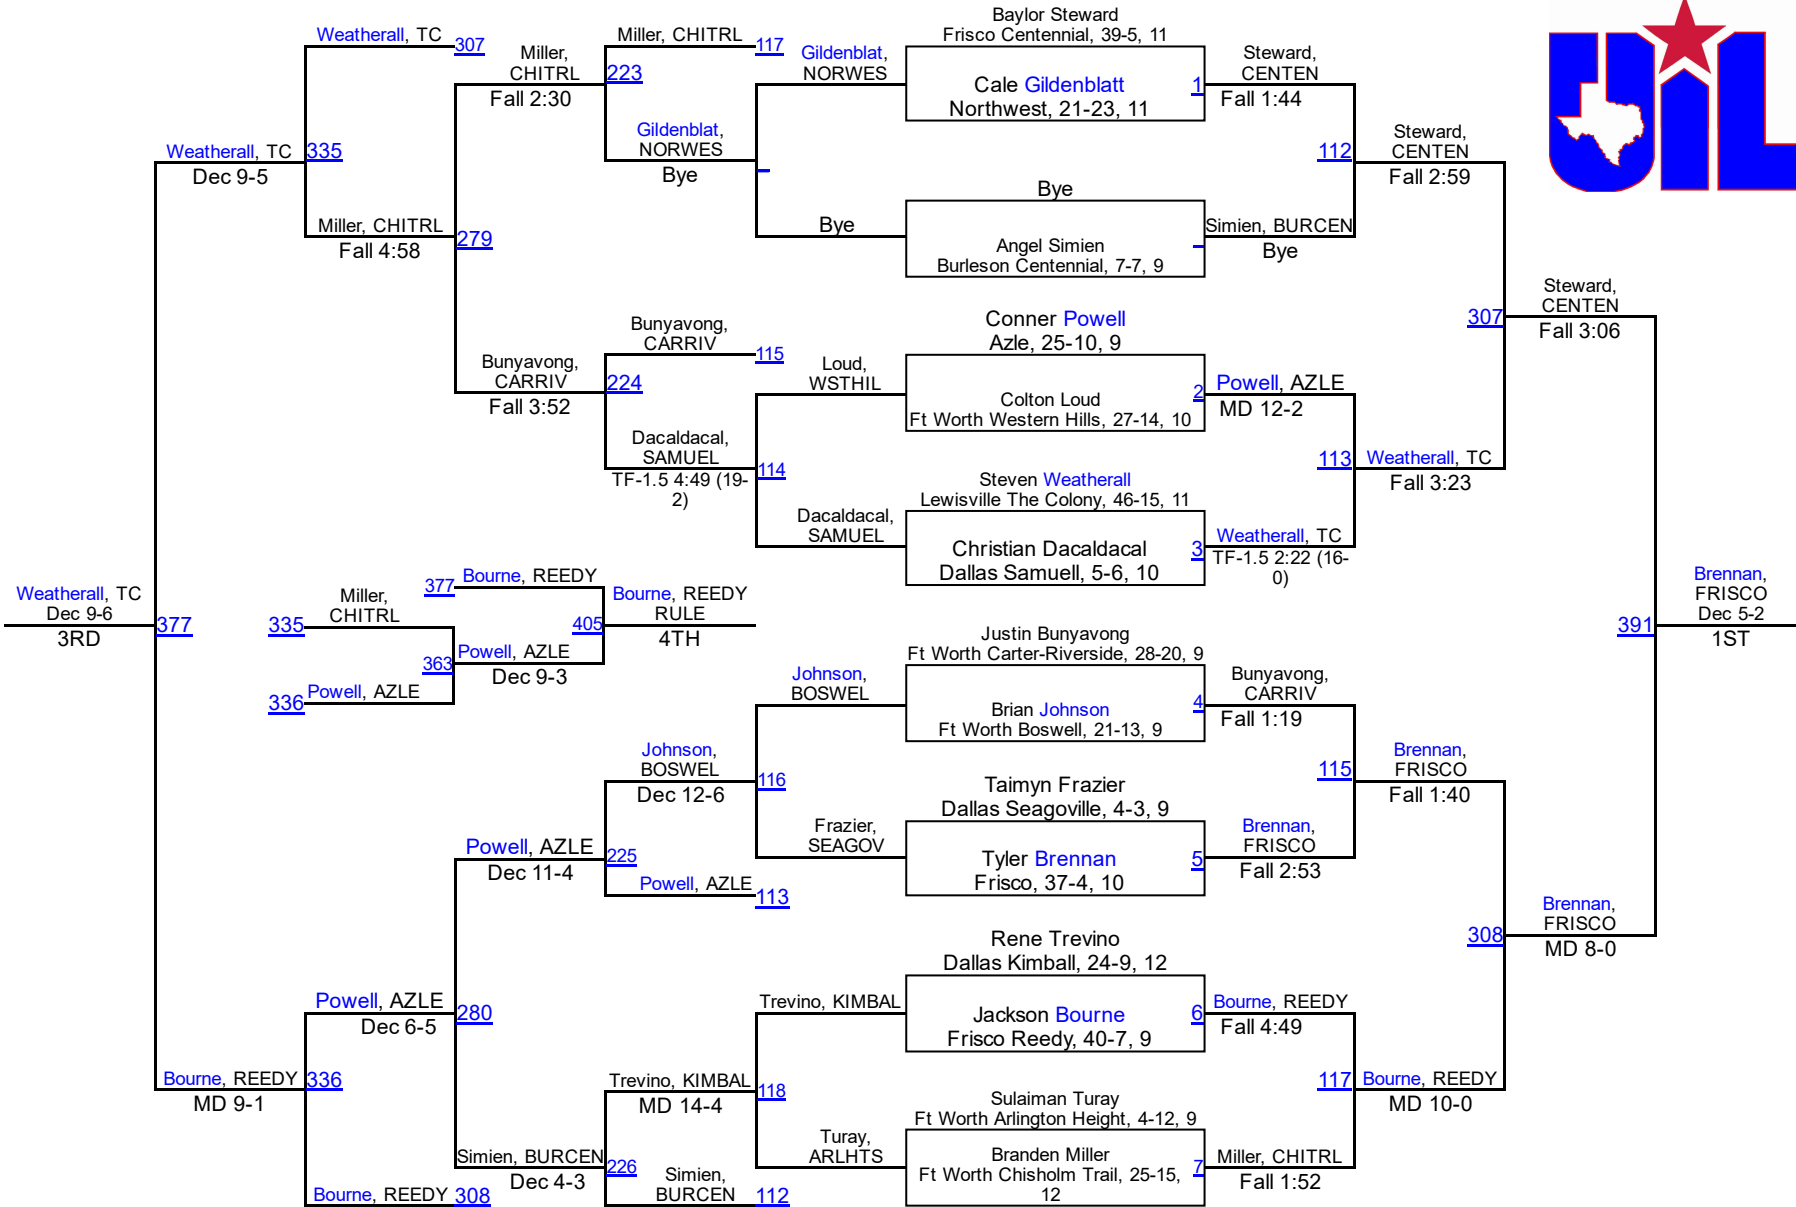 Weatherall, TC
307
Miller,
CHITRL
Fall 2:30
Miller, CHITRL
117
223
Gildenblat,
NORWES
Bye
Gildenblat,
NORWES
Baylor Steward
Frisco Centennial, 39-5, 11
Cale Gildenblatt
Northwest, 21-23, 11
1
Steward,
CENTEN
Fall 1:44
UiL
Weatherall, TC
Dec 9-5
335
Miller, CHITRL
Fall 4:58
279
Bye
Bye
Angel Simien
Burleson Centennial, 7-7, 9
Simien, BURCEN
Bye
112
Steward,
CENTEN
Fall 2:59
Bunyavong,
CARRIV
Fall 3:52
Bunyavong,
CARRIV
115
224
Dacaldacal,
SAMUEL
TF-1.5 4:49 (19-
2)
114
Loud,
WSTHIL
Dacaldacal,
SAMUEL
Conner Powell
Azle, 25-10, 9
Colton Loud
Ft Worth Western Hills, 27-14, 10
2
Powell, AZLE
MD 12-2
Steven Weatherall
Lewisville The Colony, 46-15, 11
Christian Dacaldacal
Dallas Samuell, 5-6, 10
3
Weatherall, TC
TF-1.5 2:22 (16-
0)
113
Weatherall, TC
Fall 3:23
307
Steward,
CENTEN
Fall 3:06
Weatherall, TC
Dec 9-6
3RD
377
335
Miller,
CHITRL
336
Powell, AZLE
363
Powell, AZLE
Dec 9-3
377
Bourne, REEDY
405
Bourne, REEDY
RULE
4TH
391
Brennan,
FRISCO
Dec 5-2
1ST
Johnson,
BOSWEL
Justin Bunyavong
Ft Worth Carter-Riverside, 28-20, 9
Brian Johnson
Ft Worth Boswell, 21-13, 9
4
Bunyavong,
CARRIV
Fall 1:19
Johnson,
BOSWEL
Dec 12-6
116
Frazier,
SEAGOV
Taimyn Frazier
Dallas Seagoville, 4-3, 9
Tyler Brennan
Frisco, 37-4, 10
5
Brennan,
FRISCO
Fall 2:53
115
Brennan,
FRISCO
Fall 1:40
Powell, AZLE
Dec 11-4
225
Powell, AZLE
113
308
Brennan,
FRISCO
MD 8-0
Powell, AZLE
Dec 6-5
280
Trevino, KIMBAL
Rene Trevino
Dallas Kimball, 24-9, 12
Jackson Bourne
Frisco Reedy, 40-7, 9
6
Bourne, REEDY
Fall 4:49
Bourne, REEDY
MD 9-1
336
Trevino, KIMBAL
MD 14-4
118
Turay,
ARLHTS
Sulaiman Turay
Ft Worth Arlington Height, 4-12, 9
Branden Miller
Ft Worth Chisholm Trail, 25-15,
12
7
Miller, CHITRL
Fall 1:52
117
Bourne, REEDY
MD 10-0
Simien, BURCEN
Dec 4-3
226
Simien,
BURCEN
112
Bourne, REEDY
308